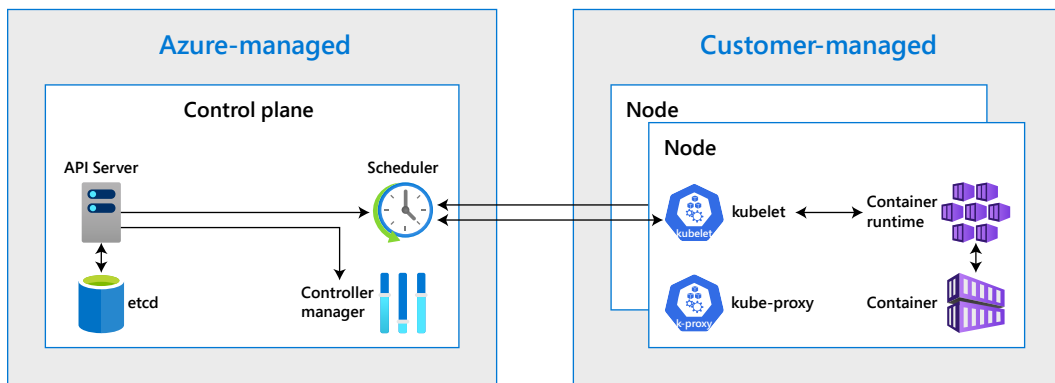 Azure-managed
Control plane
API Server
Scheduler
etcd
Controller
manager
Customer-managed
Node
Node
kubelet
kubelet
Container
runtime
k-proxy
kube-proxy
Container